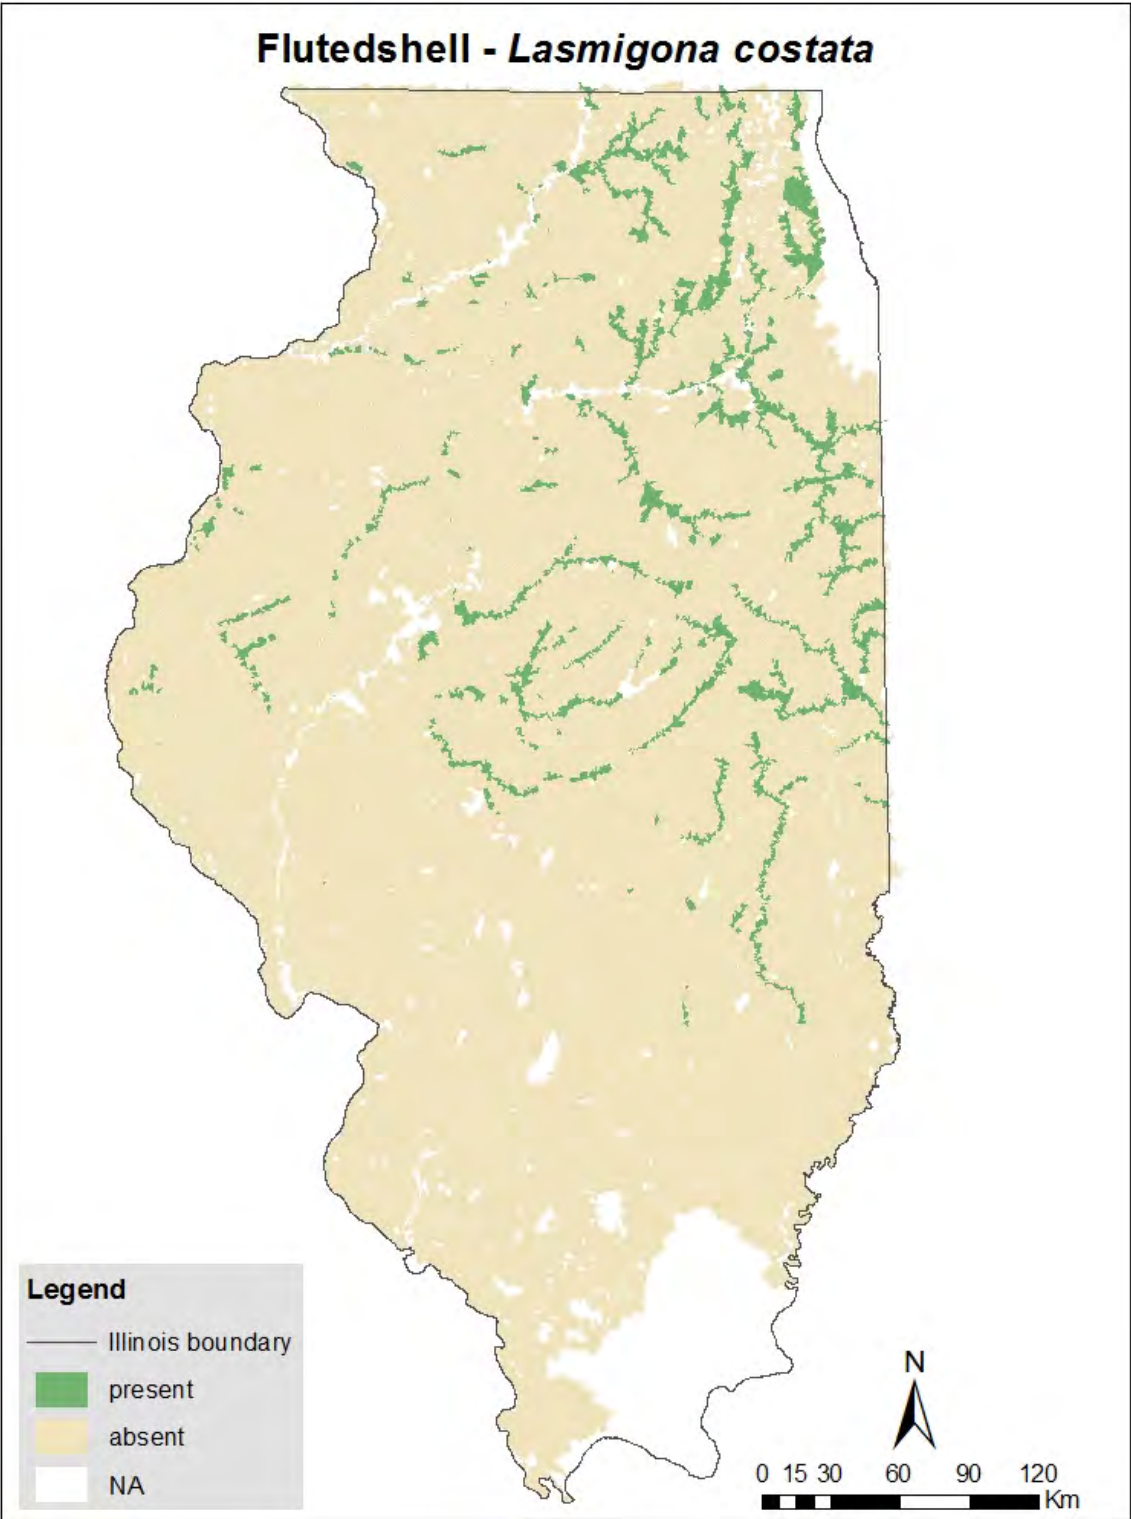 Flutedshell - Lasmigona costata
Legend
Illinois boundary
present
absent
NA
N
0 15 30 60 90 120
Km